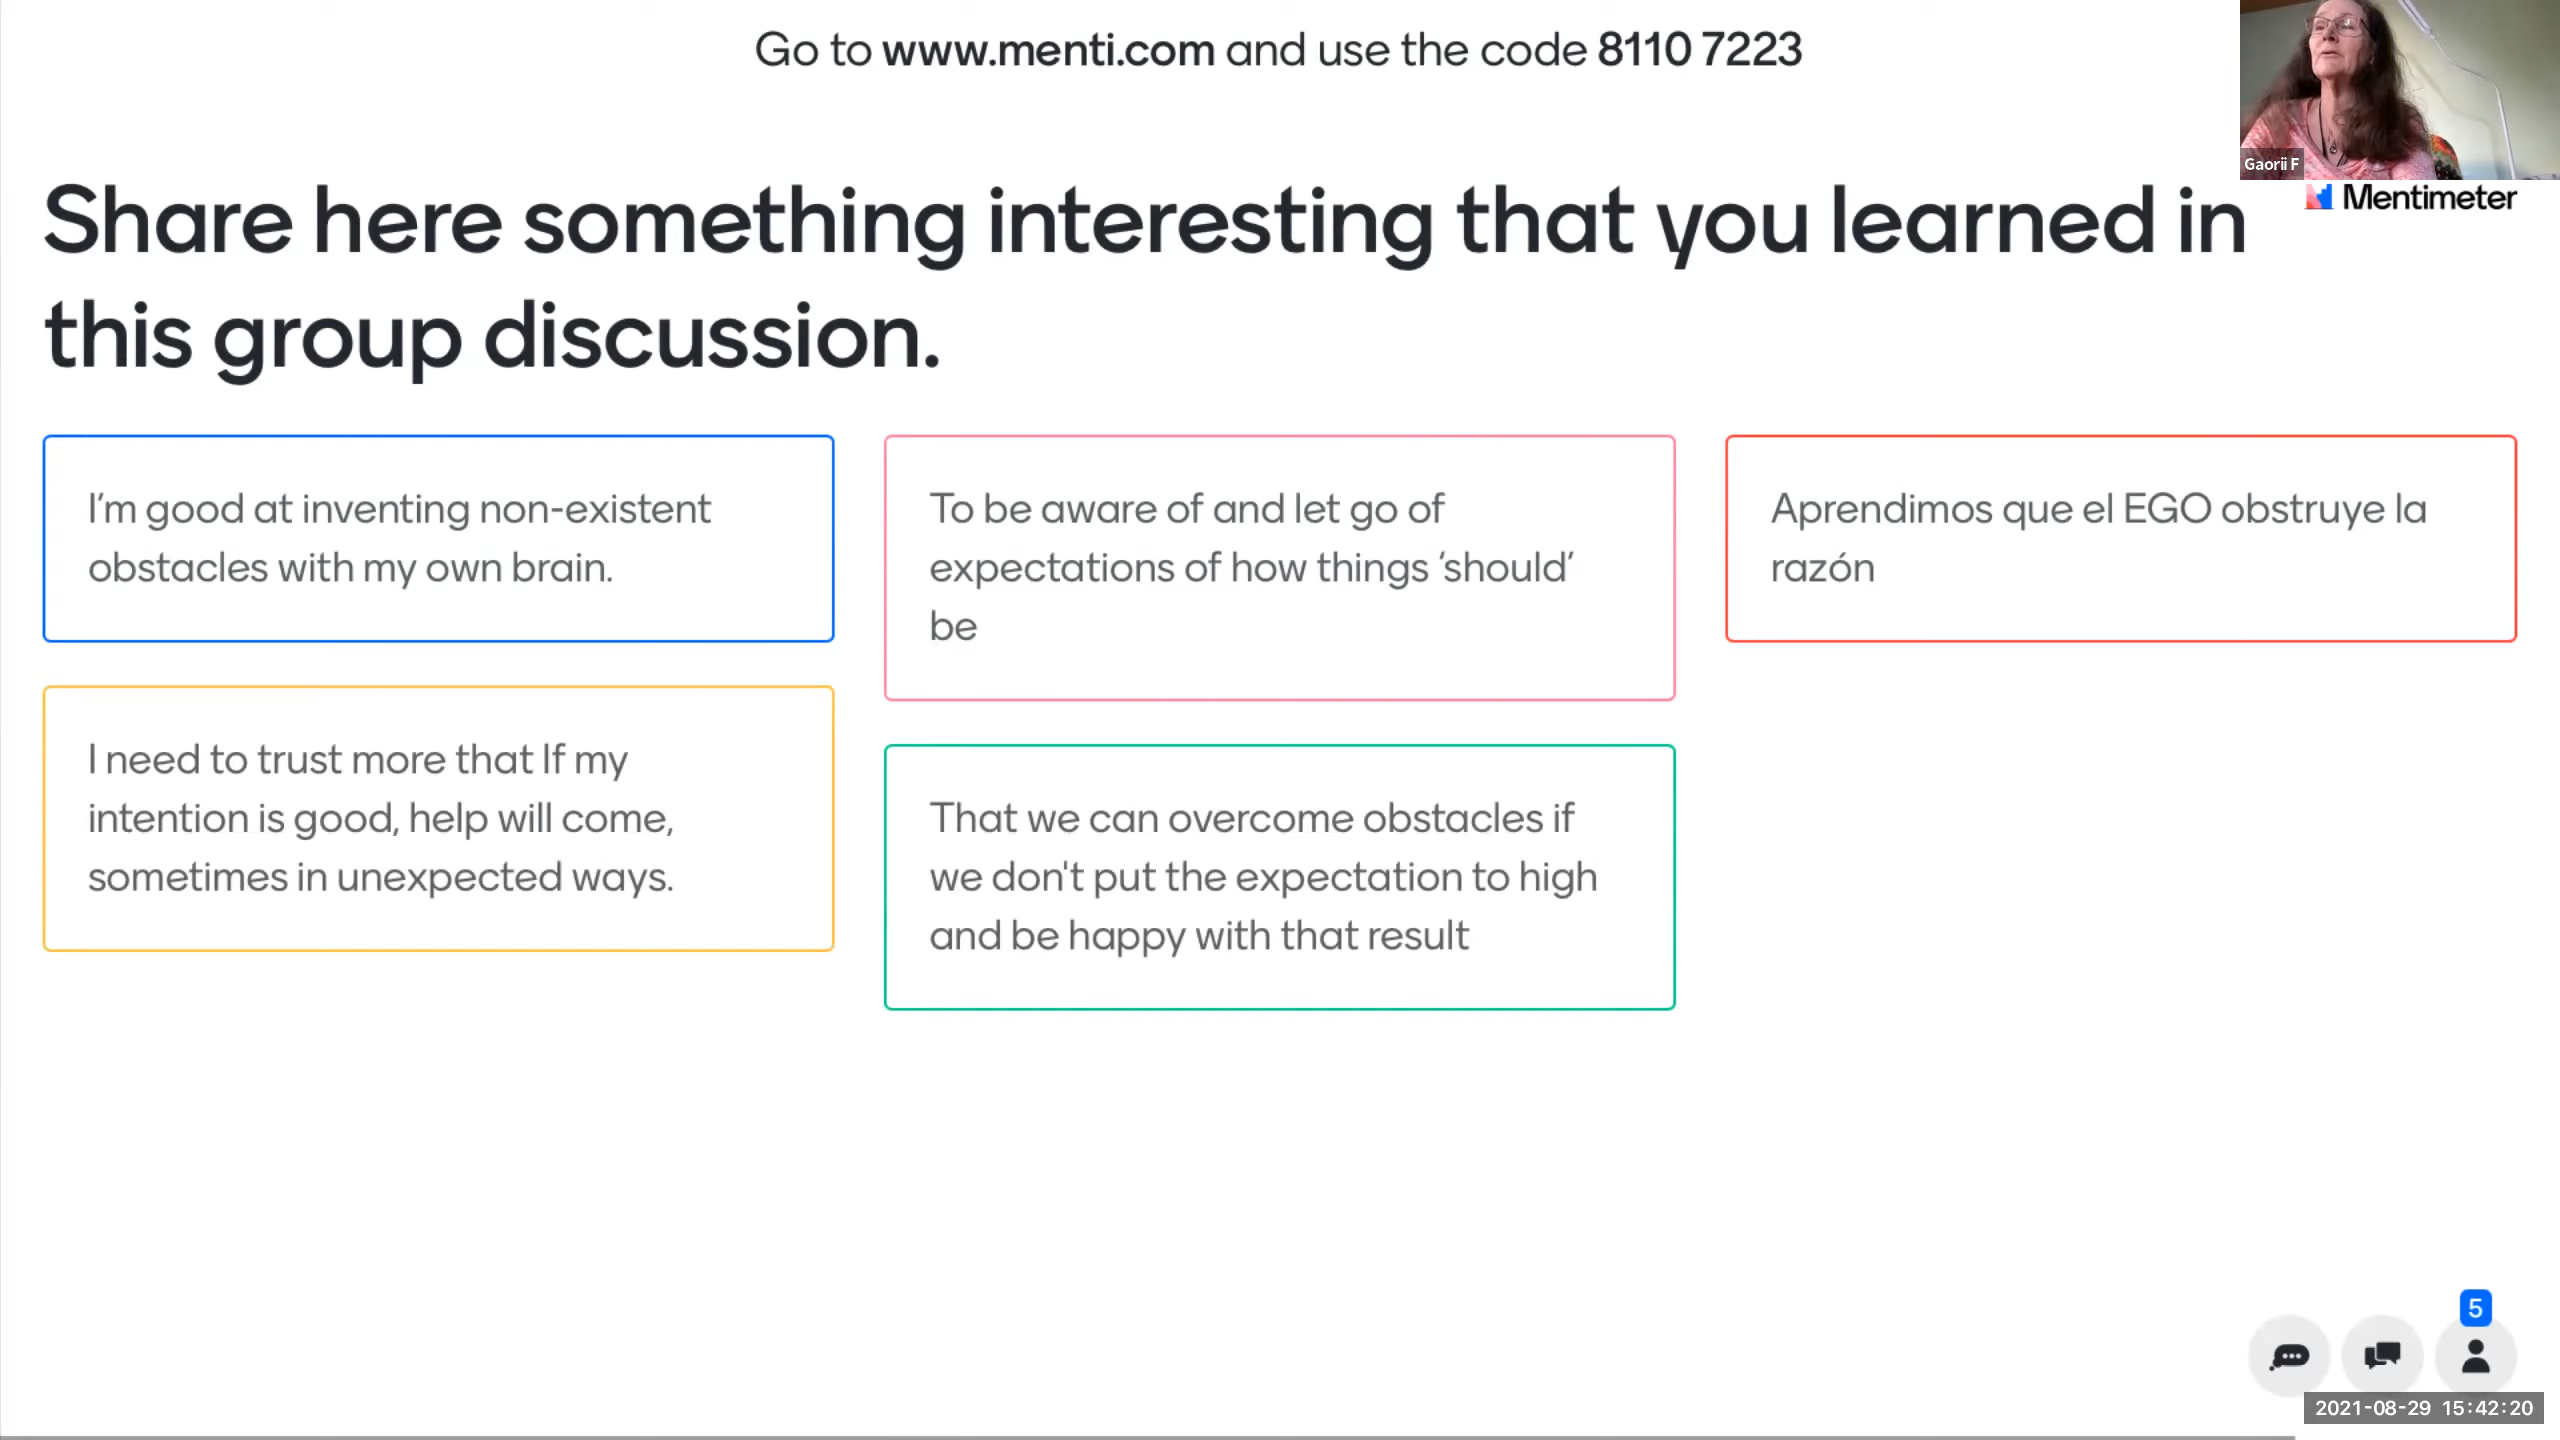 Go to www.menti.com and use the code 8110 7223
Gaorii F
Mentimeter
Share here something interesting that you learned in
this group discussion.
I’m good at inventing non-existent
obstacles with my own brain.
I need to trust more that If my
intention is good, help will come,
sometimes in unexpected ways.
To be aware of and let go of
expectations of how things ‘should’
be
That we can overcome obstacles if
we don't put the expectation to high
and be happy with that result
Aprendimos que el EGO obstruye la
razón
5
2021-08-29 15:42:20